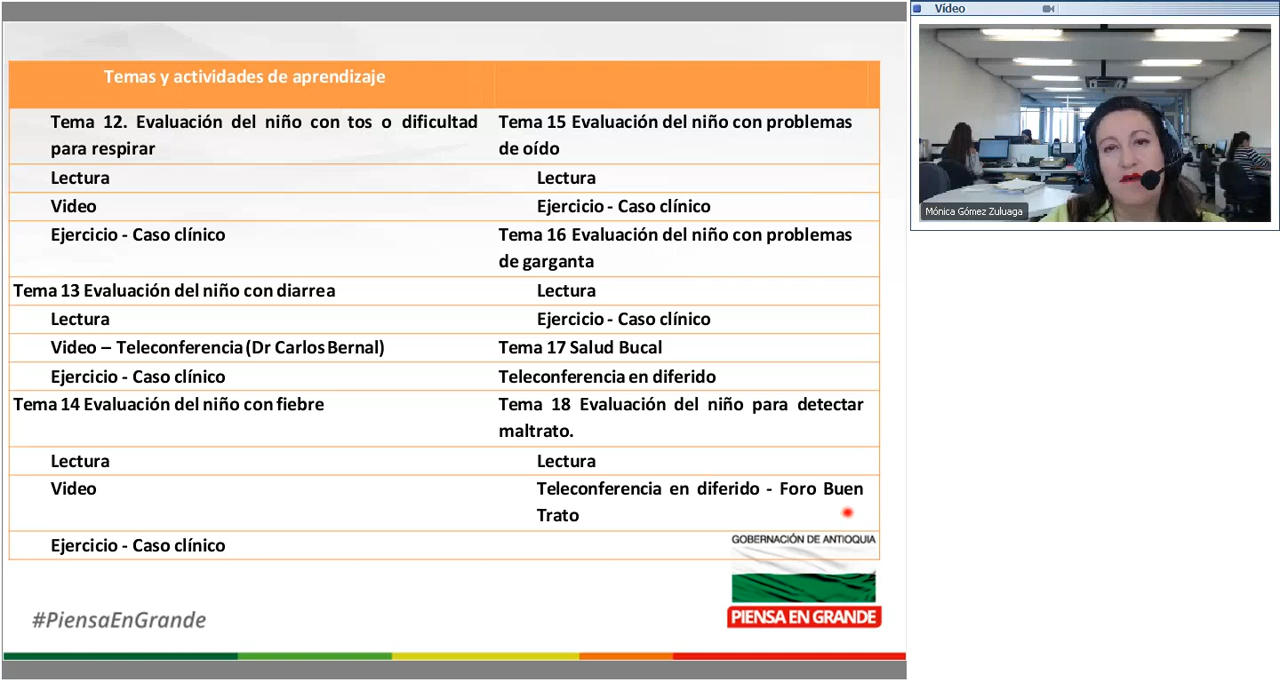 Temas y actividades de aprendizaje
Tema 12. Evaluación del niño con tos o dificultad
para respirar
Lectura
Video
Ejercicio - Caso clínico
Tema 13 Evaluación del niño con diarrea
Lectura
Video – Teleconferencia (Dr Carlos Bernal)
Ejercicio - Caso clínico
Tema 14 Evaluación del niño con fiebre
Lectura
Video
Ejercicio - Caso clínico
Tema 15 Evaluación del niño con problemas
de oído
Lectura
Ejercicio - Caso clínico
Tema 16 Evaluación del niño con problemas
de garganta
Lectura
Ejercicio - Caso clínico
Tema 17 Salud Bucal
Teleconferencia en diferido
Tema 18 Evaluación del niño para detectar
maltrato.
Lectura
Teleconferencia en diferido - Foro Buen
Trato
GOBERNACIÓN DE ANTIOQUIA
PIENSA EN GRANDE
#PiensaEnGrande
Vídeo
Mónica Gómez Zuluaga